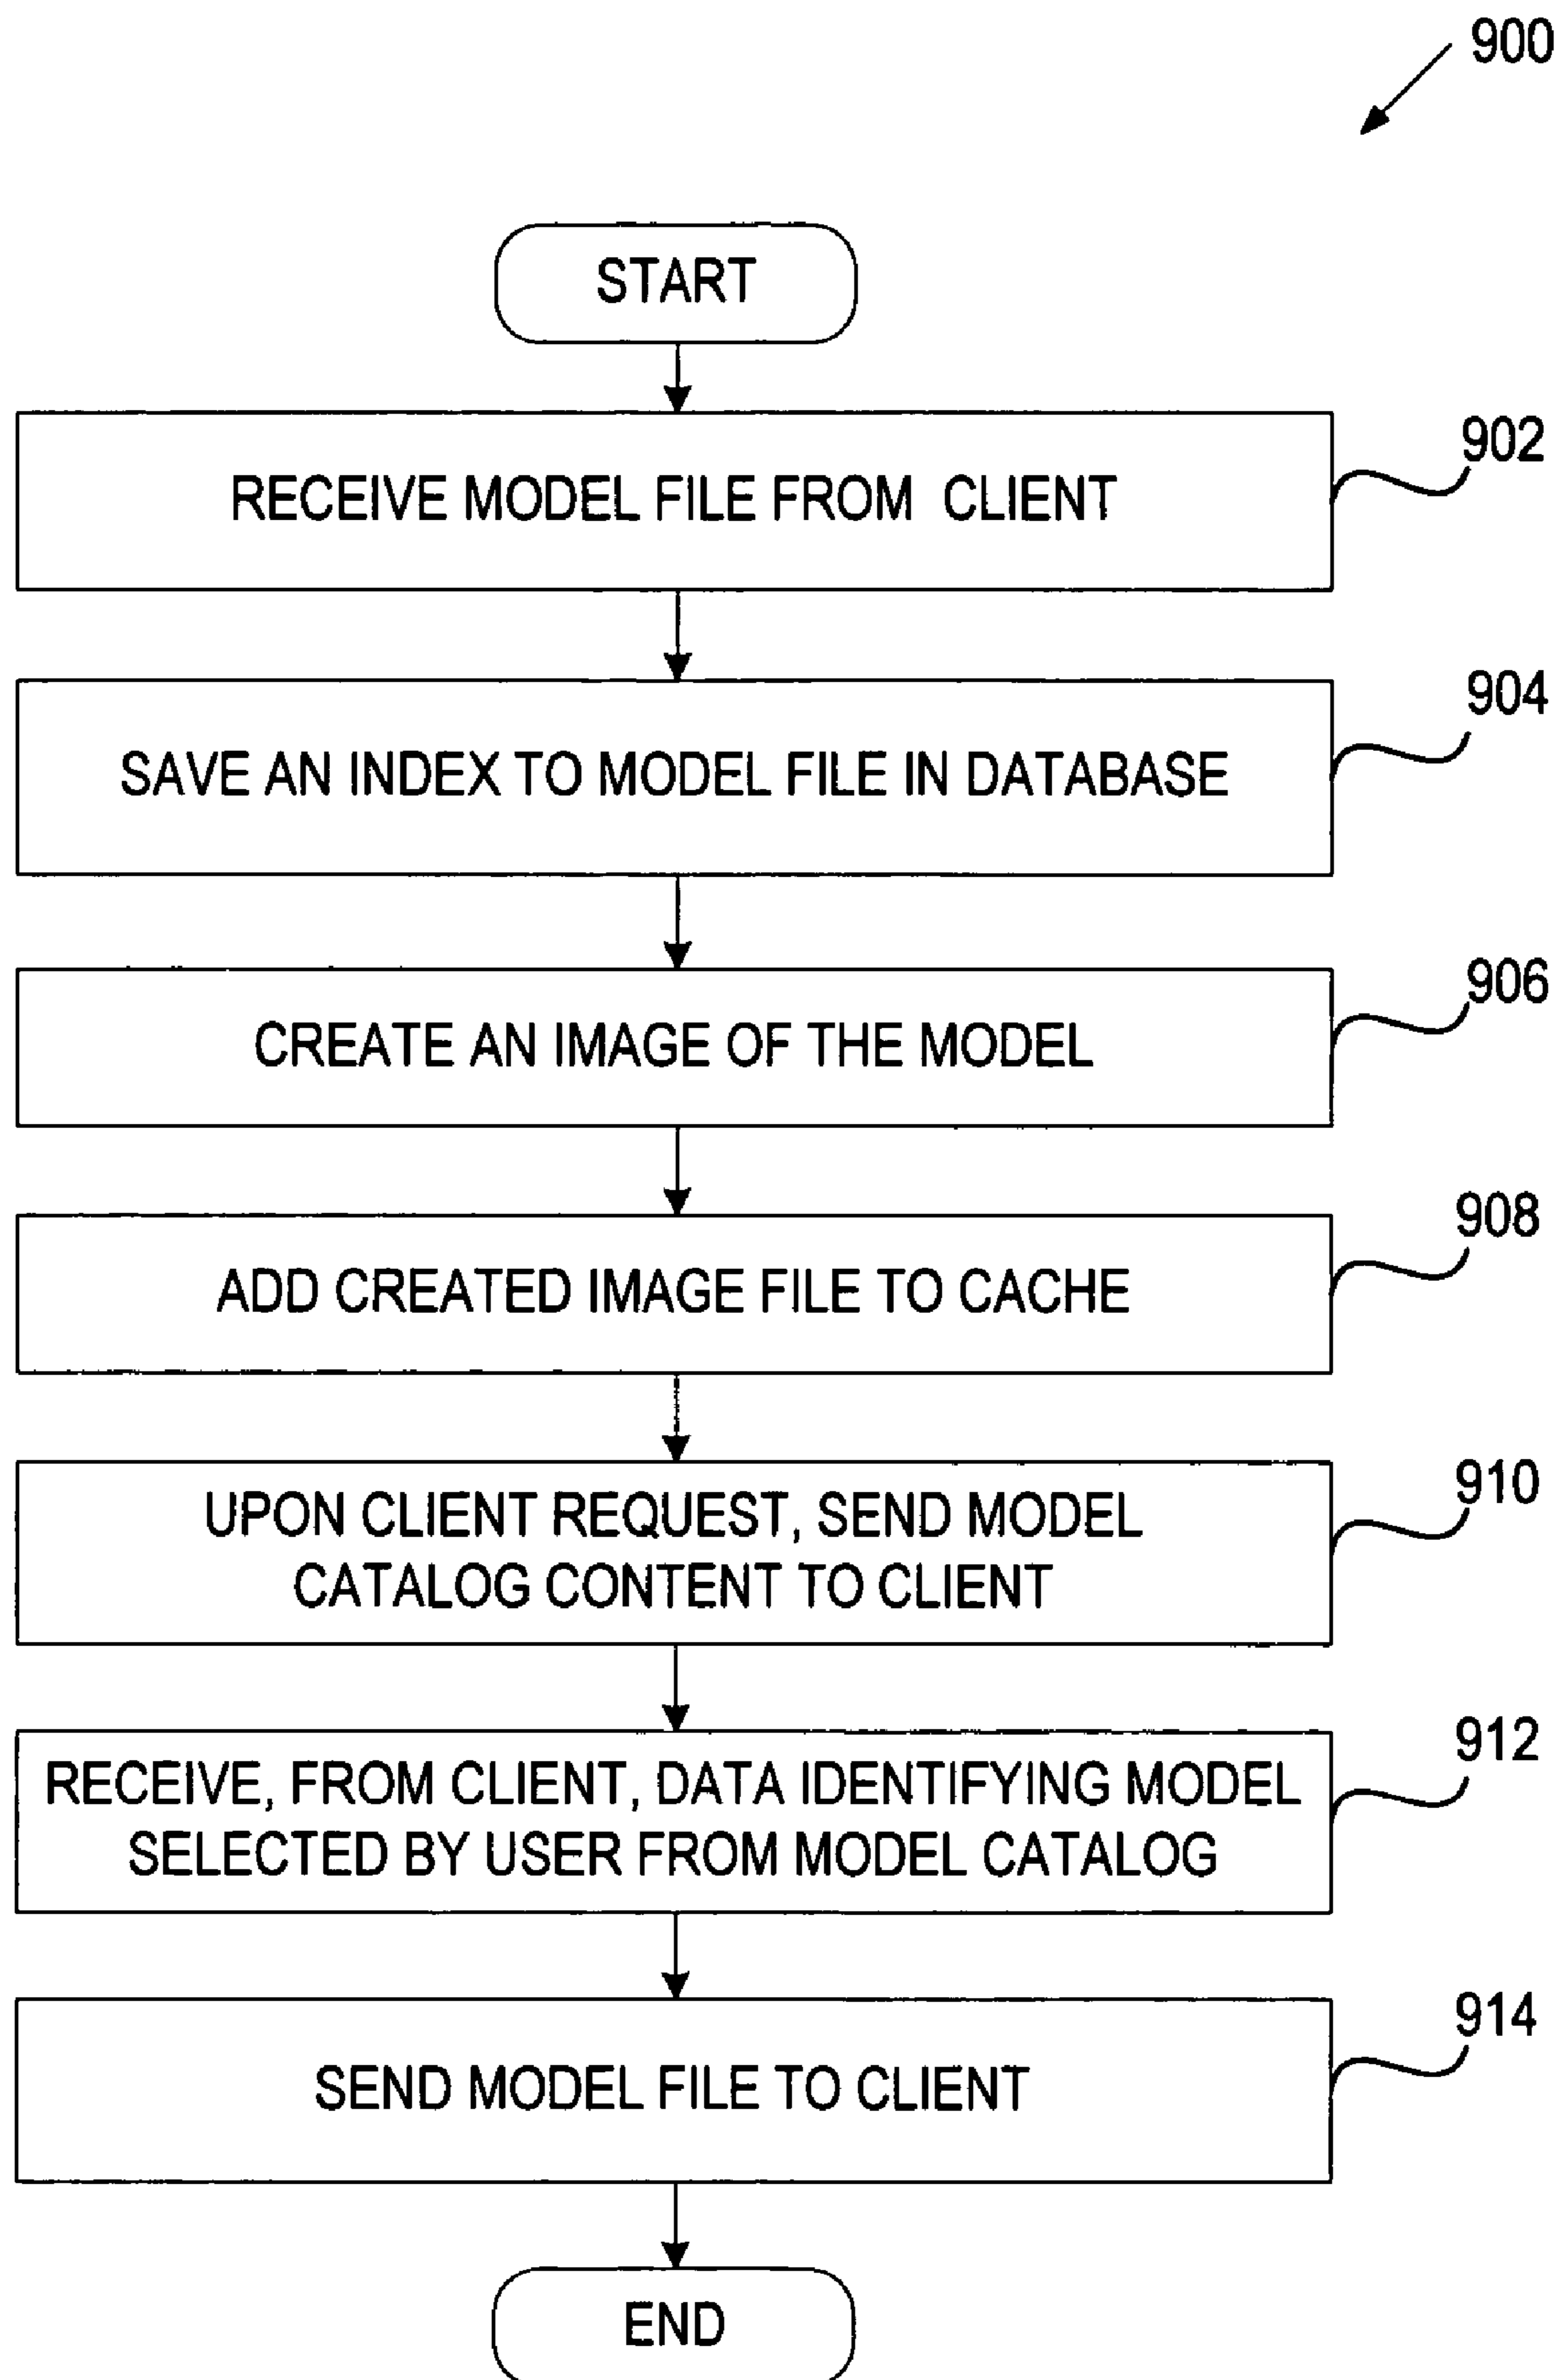 900
START
RECEIVE MODEL FILE FROM CLIENT
902
SAVE AN INDEX TO MODEL FILE IN DATABASE
904
CREATE AN IMAGE OF THE MODEL
906
ADD CREATED IMAGE FILE TO CACHE
908
UPON CLIENT REQUEST, SEND MODEL
CATALOG CONTENT TO CLIENT
910
RECEIVE, FROM CLIENT, DATA IDENTIFYING MODEL
SELECTED BY USER FROM MODEL CATALOG
912
SEND MODEL FILE TO CLIENT
914
END